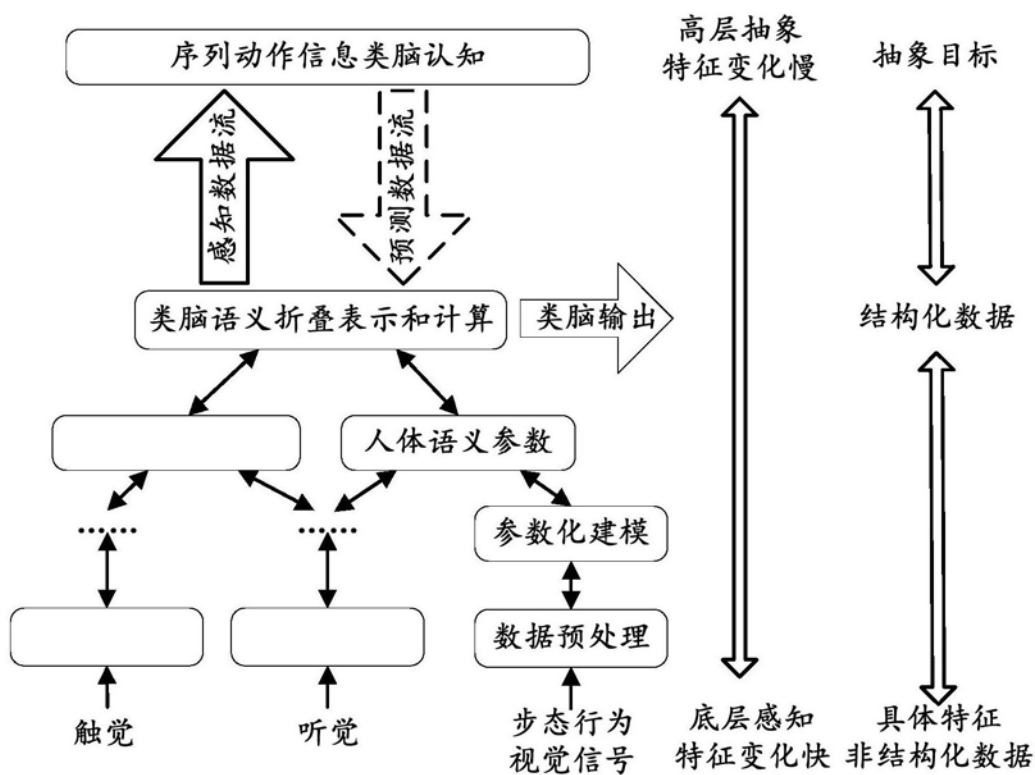 序列动作信息类脑认知
高层抽象
特征变化慢
抽象目标
感知数据流
预测数据流
类脑语义折叠表示和计算
类脑输出
结构化数据
人体语义参数
......
......
参数化建模
数据预处理
触觉
听觉
步态行为
视觉信号
底层感知
特征变化快
具体特征
非结构化数据